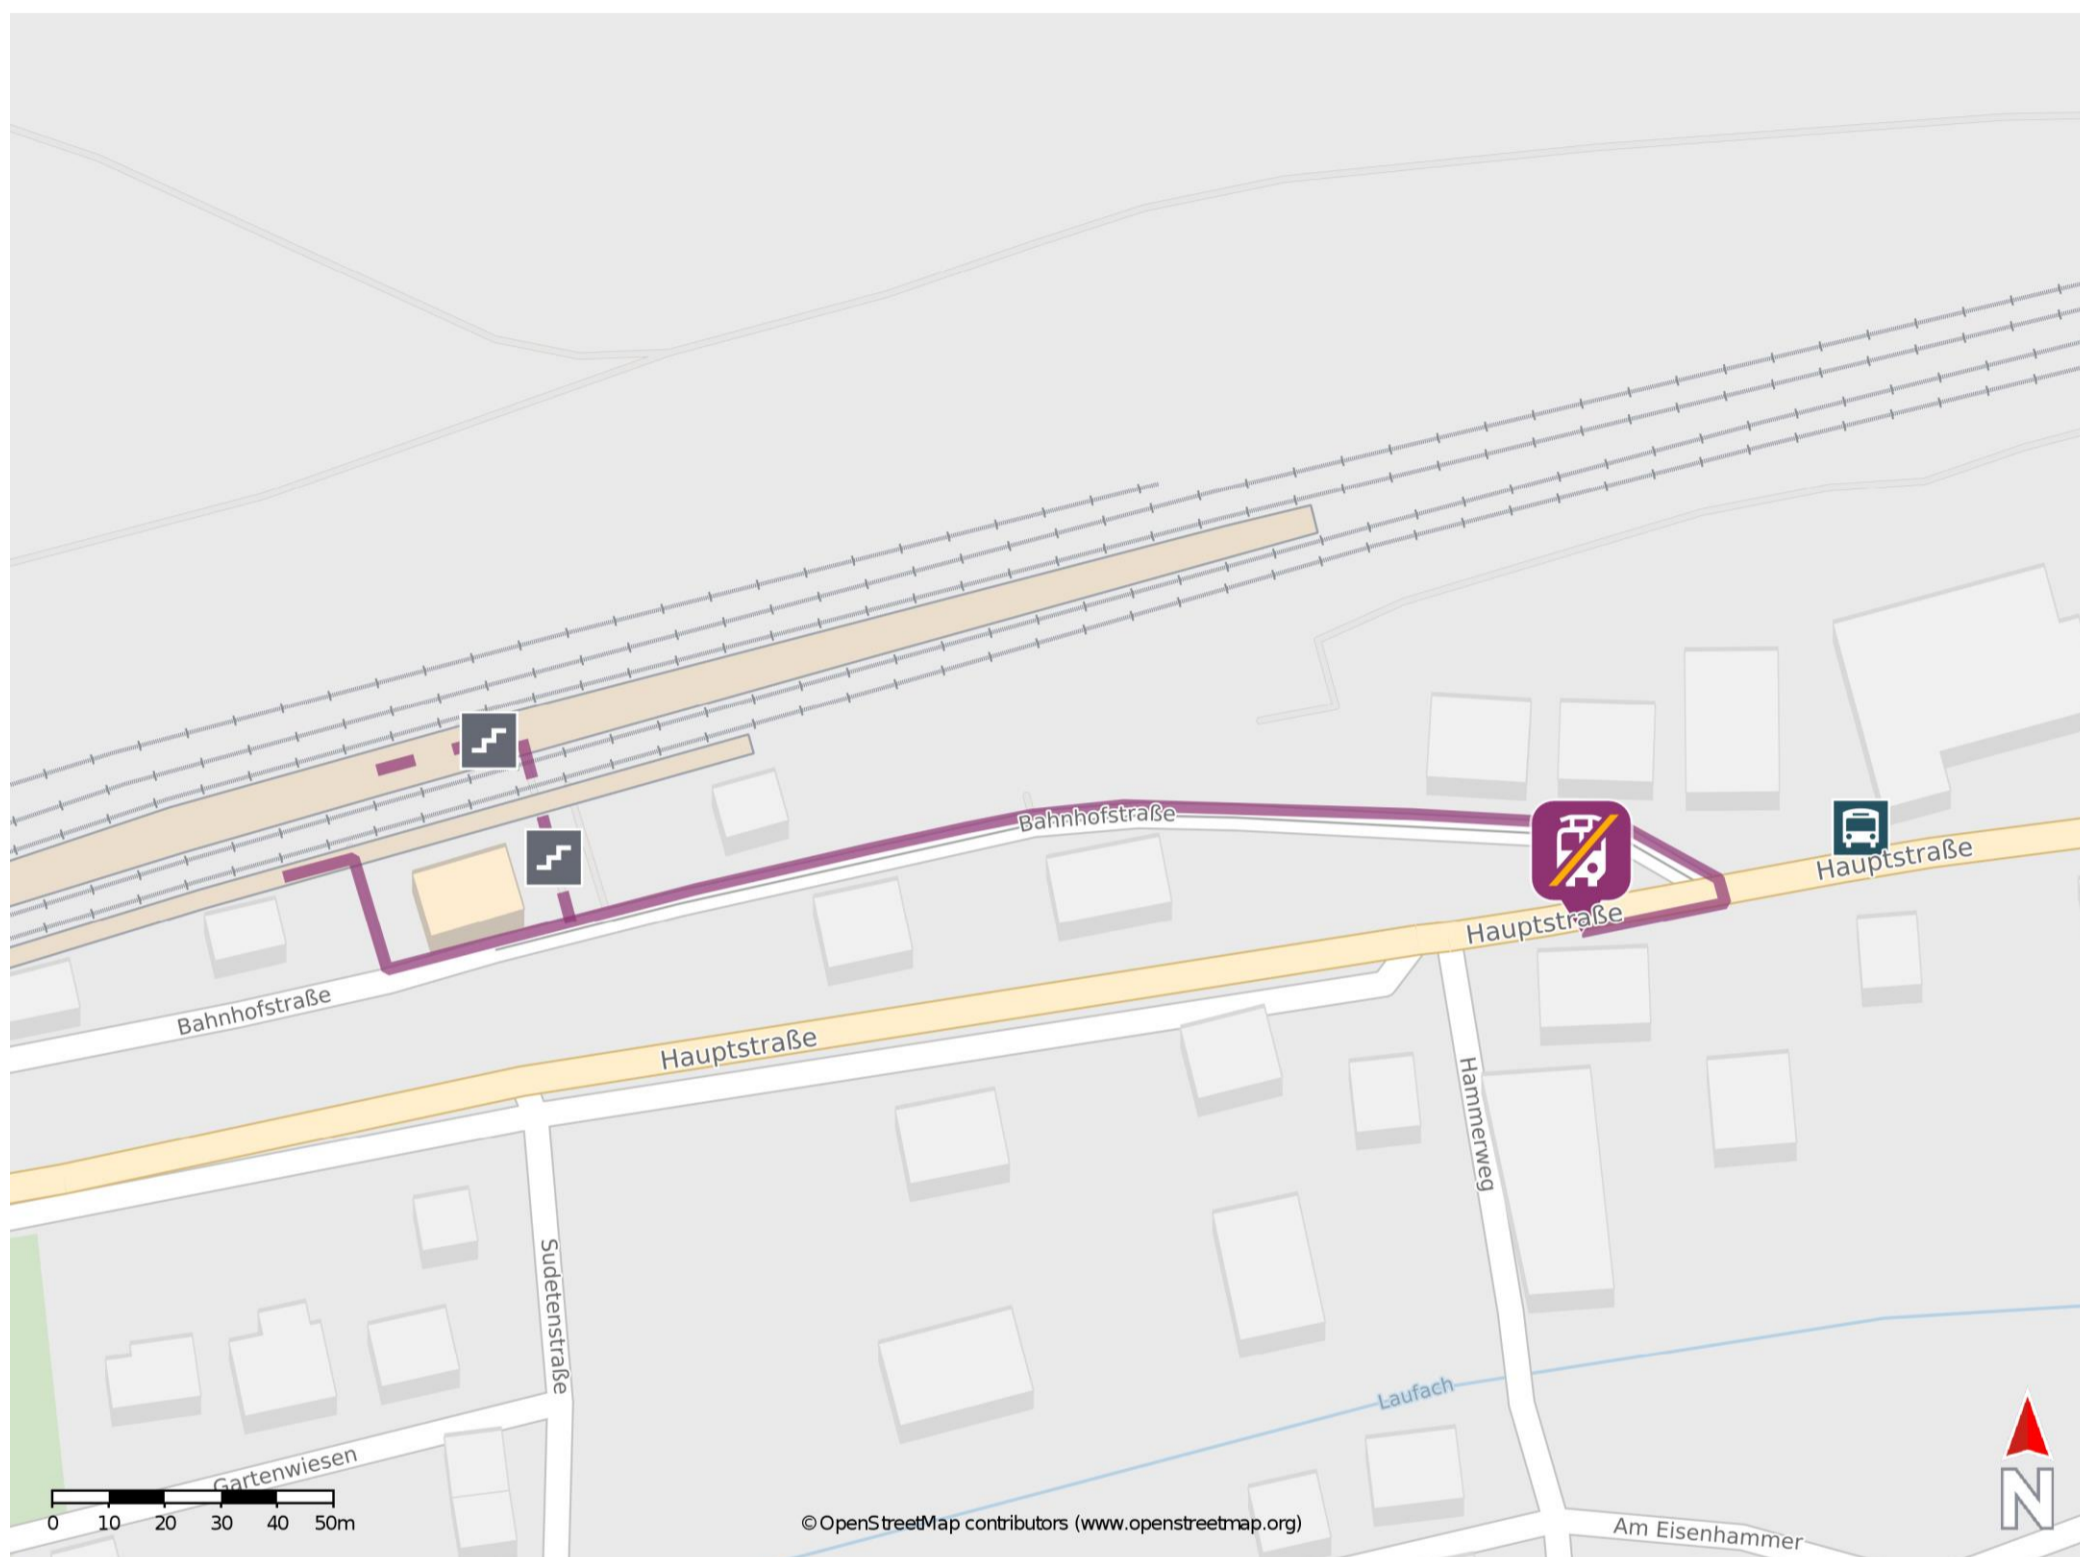 Bahnhofstraße
Hauptstraße
Hauptstraße
Bahnhofstraße
Hauptstraße
Hammerweg
Sudetenstraße
Laufach
Gartenwiesen
0 10 20 30 40 50m
© OpenStreetMap contributors (www.openstreetmap.org)
Am Eisenhammer
N